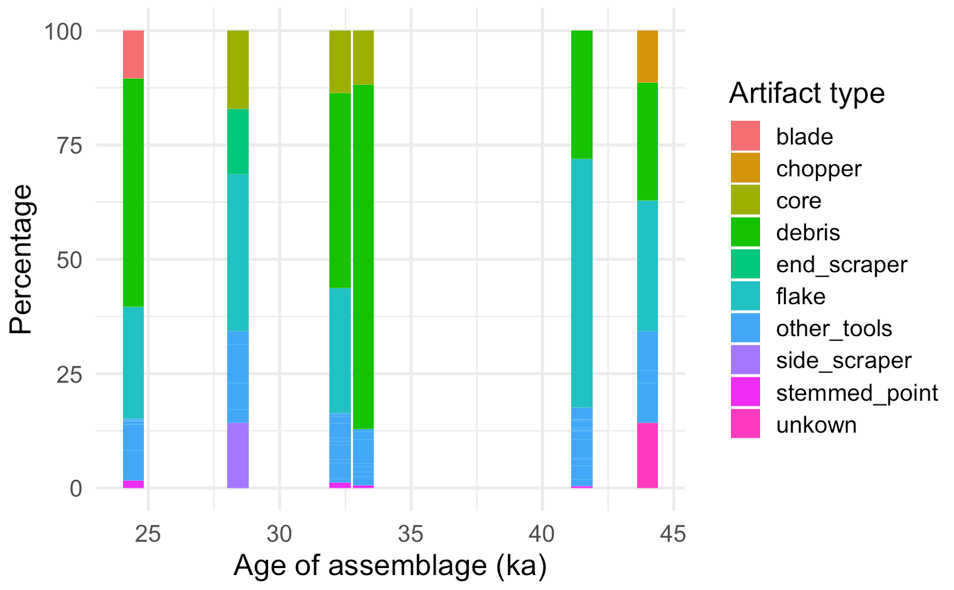 100
75
50
25
0
Percentage
25 30 35 40 45
Age of assemblage (ka)
Artifact type
blade
chopper
core
debris
end_scraper
flake
other_tools
side_scraper
stemmed_point
unkown